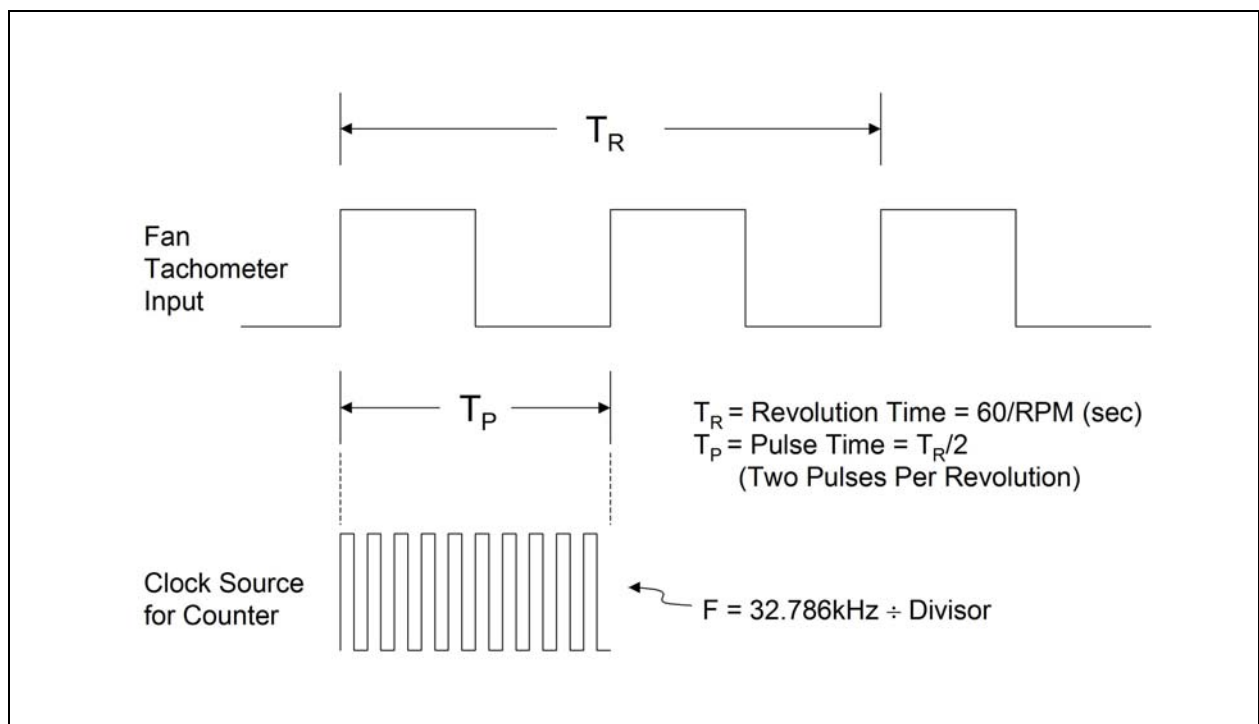 T_R
Fan
Tachometer
Input
T_P
T_R = Revolution Time = 60/RPM (sec)
T_P = Pulse Time = T_R/2
(Two Pulses Per Revolution)
Clock Source
for Counter
F = 32.786kHz ÷ Divisor